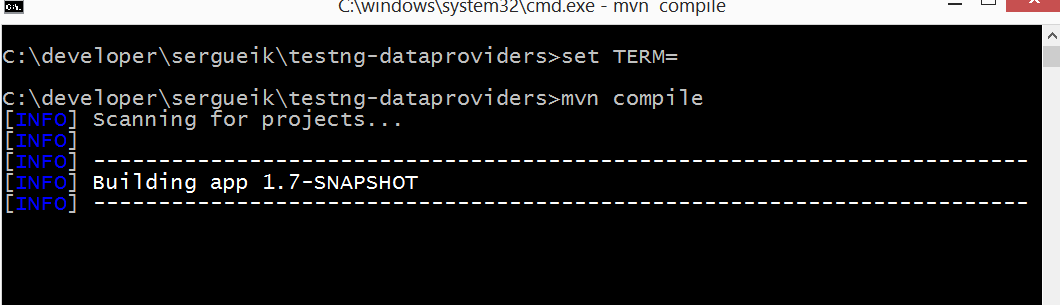 C:\windows\system32\cmd.exe - mvn  compile
C:\developer\sergueik\testng-dataproviders>set TERM=
C:\developer\sergueik\testng-dataproviders>mvn compile
[INFO] Scanning for projects...
[INFO]
[INFO] ------------------------------------------------------------------------
[INFO] Building app 1.7-SNAPSHOT
[INFO] ------------------------------------------------------------------------